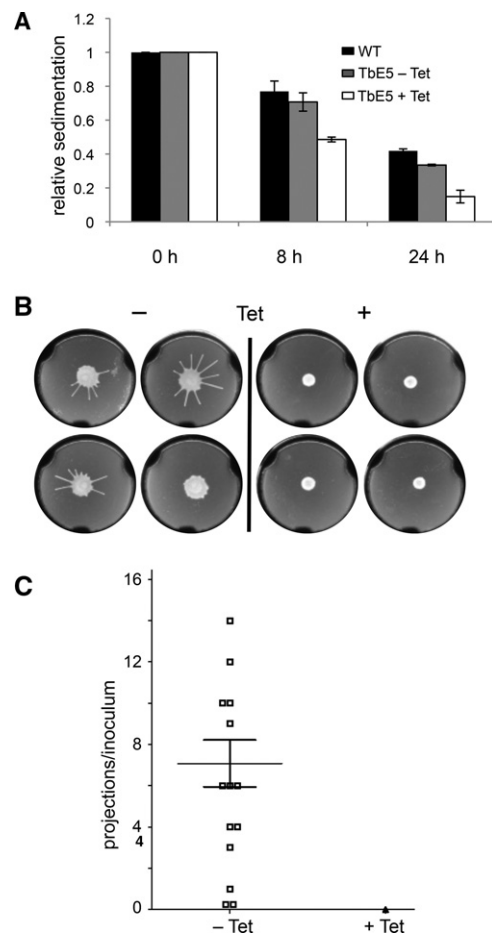 A
relative sedimentation
1.2
1
0.8
0.6
0.4
0.2
0
WT
TbE5 – Tet
TbE5 + Tet
0 h 8 h 24 h
B
– Tet +
C
projections/inoculum
16
12
8
4
4
0
– Tet + Tet